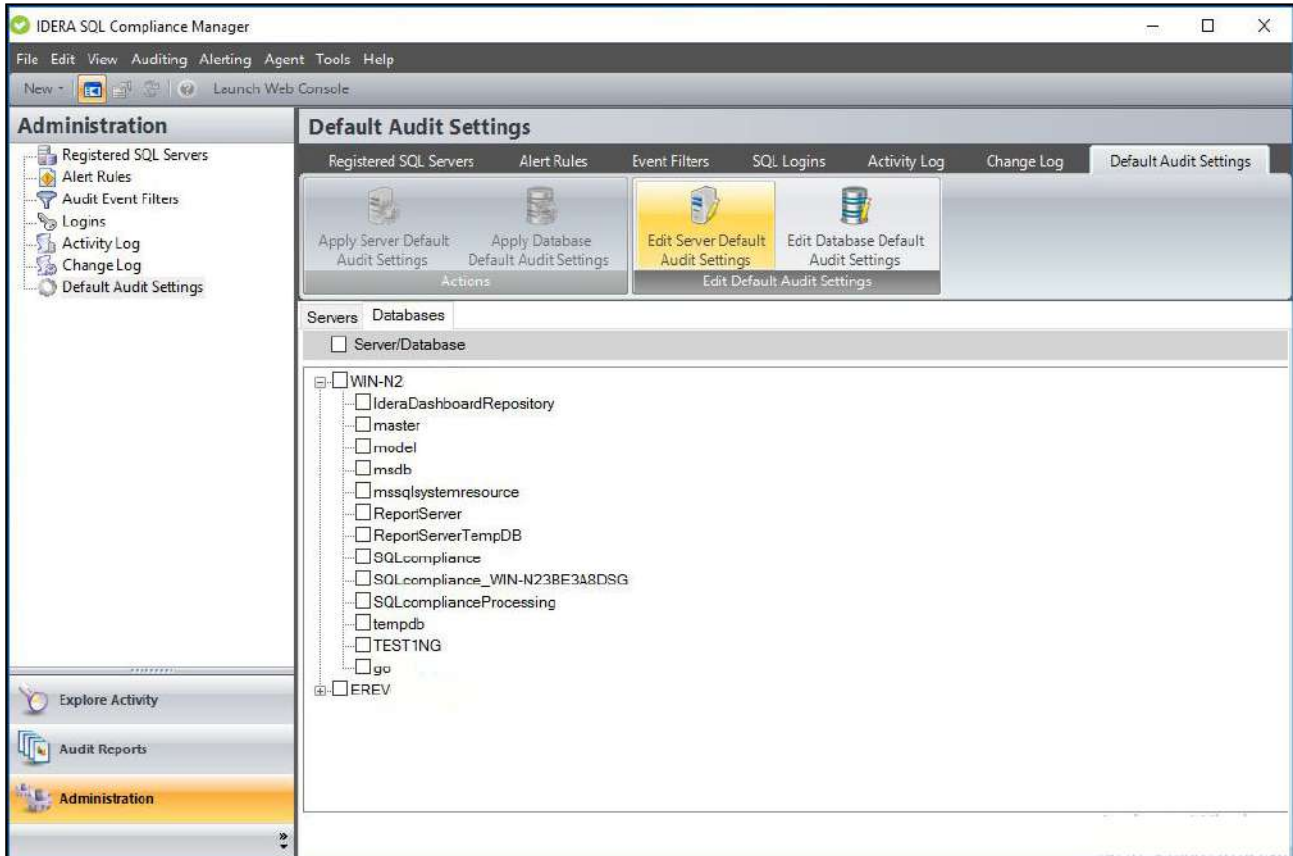 IDERA SQL Compliance Manager
File Edit View Auditing Alerting Agent Tools Help
New Launch Web Console
Administration
Registered SQL Servers
Alert Rules
Audit Event Filters
Logins
Activity Log
Change Log
Default Audit Settings
Explore Activity
Audit Reports
Administration
Default Audit Settings
Registered SQL Servers Alert Rules Event Filters SQL Logins Activity Log Change Log Default Audit Settings
Apply Server Default Audit Settings
Apply Database Default Audit Settings
Actions
Edit Server Default Audit Settings
Edit Database Default Audit Settings
Edit Default Audit Settings
Servers Databases
Server/Database
WIN-N2
IderaDashboardRepository
master
model
msdb
mssqlsystemresource
ReportServer
ReportServerTempDB
SQLcompliance
SQLcompliance_WIN-N23BE3A8DSG
SQLcomplianceProcessing
tempdb
TEST1NG
go
EREV